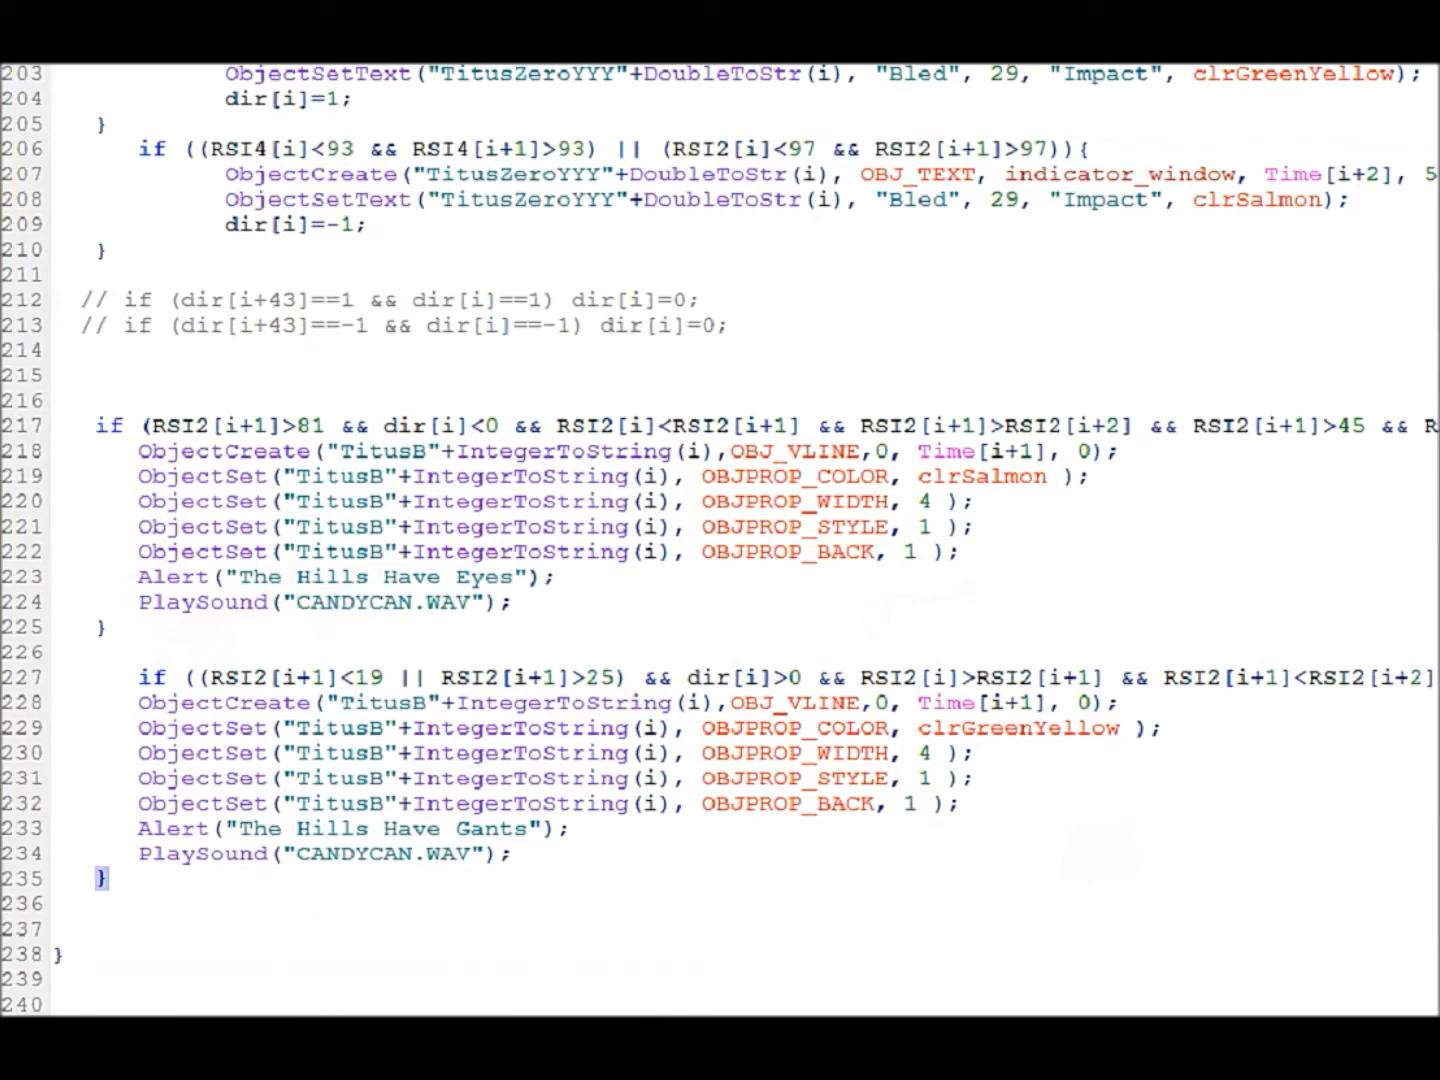 203 ObjectSetText("TitusZeroYYY"+DoubleToStr(i), "Bled", 29, "Impact", clrGreenYellow);
204 dir[i]=1;
205 }
206 if ((RSI4[i]<93 && RSI4[i+1]>93) || (RSI2[i]<97 && RSI2[i+1]>97)){
207 ObjectCreate("TitusZeroYYY"+DoubleToStr(i), OBJ_TEXT, indicator_window, Time[i+2], 5
208 ObjectSetText("TitusZeroYYY"+DoubleToStr(i), "Bled", 29, "Impact", clrSalmon);
209 dir[i]=-1;
210 }
211
212 // if (dir[i+43]==1 && dir[i]==1) dir[i]=0;
213 // if (dir[i+43]==-1 && dir[i]==-1) dir[i]=0;
214
215
216
217 if (RSI2[i+1]>81 && dir[i]<0 && RSI2[i]<RSI2[i+1] && RSI2[i+1]>RSI2[i+2] && RSI2[i+1]>45 && R
218 ObjectCreate("TitusB"+IntegerToString(i),OBJ_VLINE,0, Time[i+1], 0);
219 ObjectSet("TitusB"+IntegerToString(i), OBJPROP_COLOR, clrSalmon );
220 ObjectSet("TitusB"+IntegerToString(i), OBJPROP_WIDTH, 4 );
221 ObjectSet("TitusB"+IntegerToString(i), OBJPROP_STYLE, 1 );
222 ObjectSet("TitusB"+IntegerToString(i), OBJPROP_BACK, 1 );
223 Alert("The Hills Have Eyes");
224 PlaySound("CANDYCAN.WAV");
225 }
226
227 if ((RSI2[i+1]<19 || RSI2[i+1]>25) && dir[i]>0 && RSI2[i]>RSI2[i+1] && RSI2[i+1]<RSI2[i+2]
228 ObjectCreate("TitusB"+IntegerToString(i),OBJ_VLINE,0, Time[i+1], 0);
229 ObjectSet("TitusB"+IntegerToString(i), OBJPROP_COLOR, clrGreenYellow );
230 ObjectSet("TitusB"+IntegerToString(i), OBJPROP_WIDTH, 4 );
231 ObjectSet("TitusB"+IntegerToString(i), OBJPROP_STYLE, 1 );
232 ObjectSet("TitusB"+IntegerToString(i), OBJPROP_BACK, 1 );
233 Alert("The Hills Have Gants");
234 PlaySound("CANDYCAN.WAV");
235 }
236
237
238 }
239
240